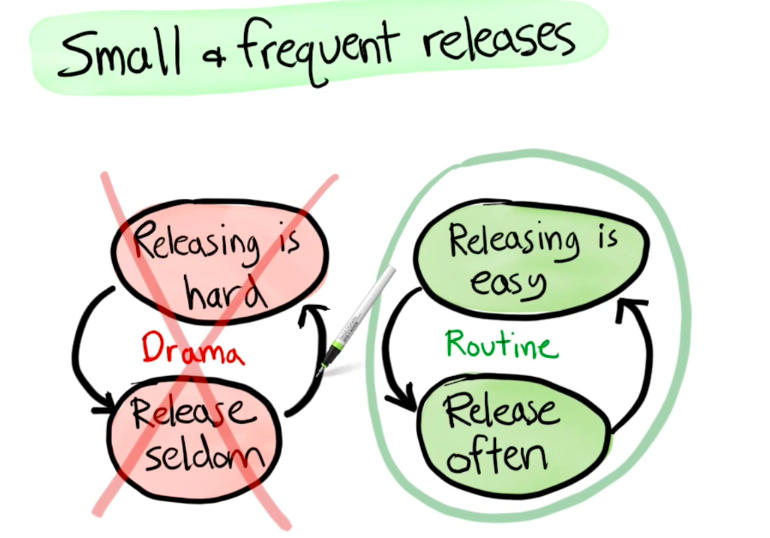 Small & frequent releases
Releasing is
hard
Drama
Release
seldom
Releasing is
easy
Routine
Release
often